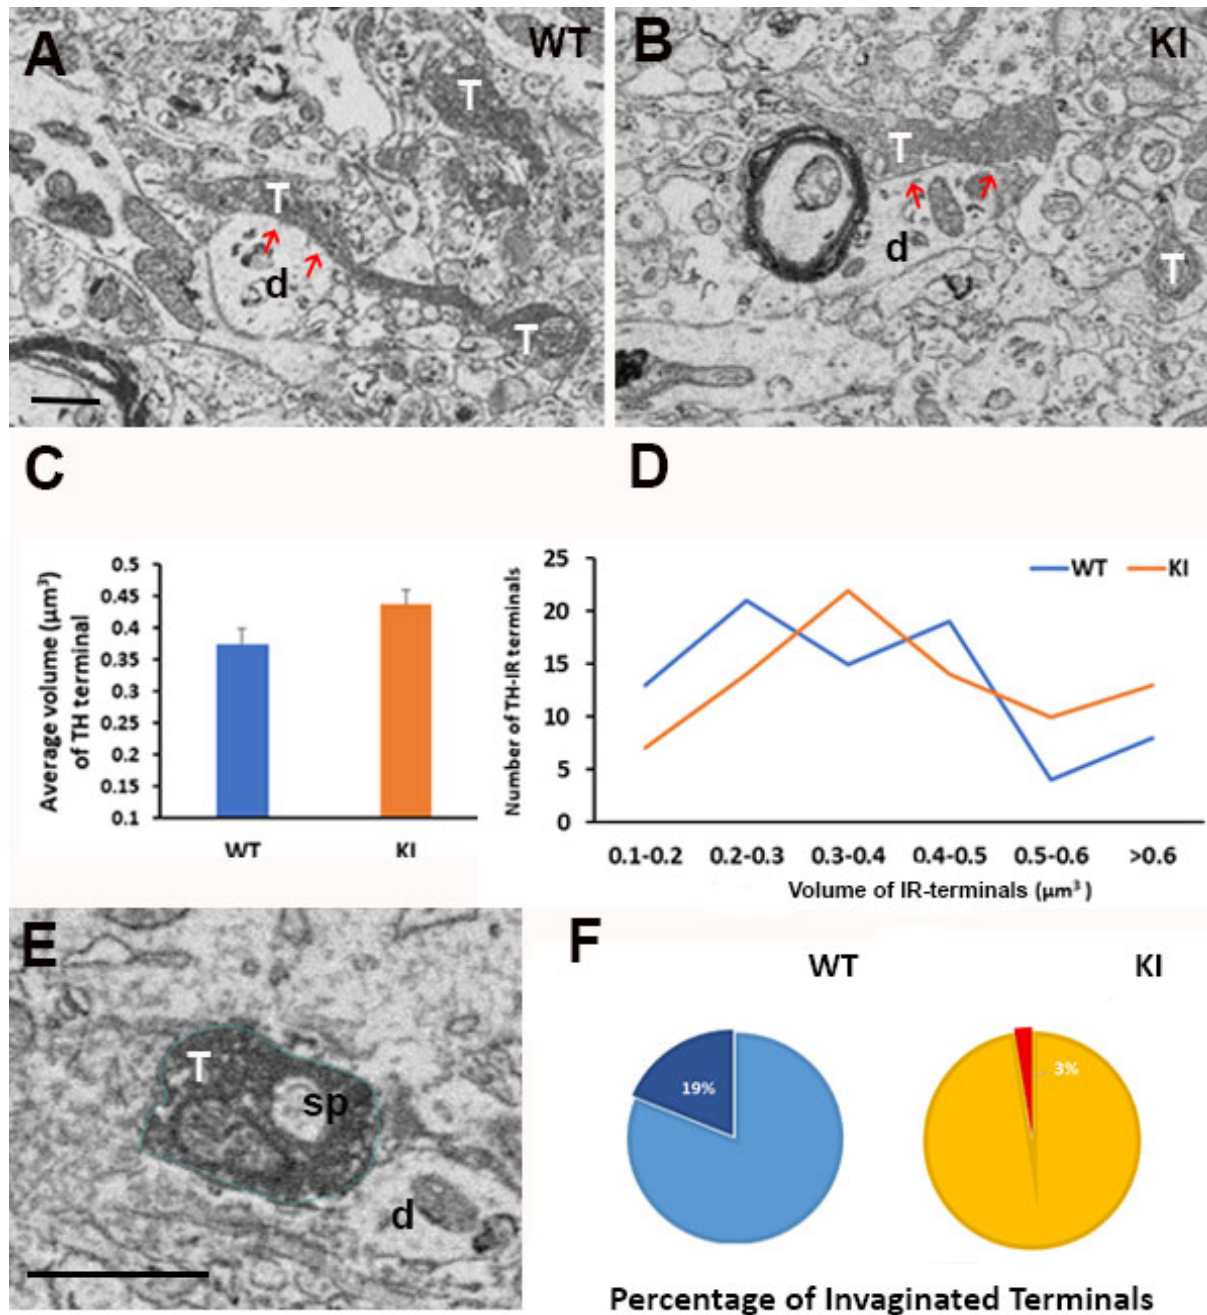 A
WT
T
T
d
T
B
KI
T
d
T
C
Average volume (μm³)
of TH terminal
0.5
0.45
0.4
0.35
0.3
0.25
0.2
0.15
0.1
WT
KI
D
Number of TH-IR terminals
25
20
15
10
5
0
WT
KI
0.1-0.2
0.2-0.3
0.3-0.4
0.4-0.5
0.5-0.6
>0.6
Volume of IR-terminals (μm³)
E
T
sp
d
F
WT
KI
19%
3%
Percentage of Invaginated Terminals